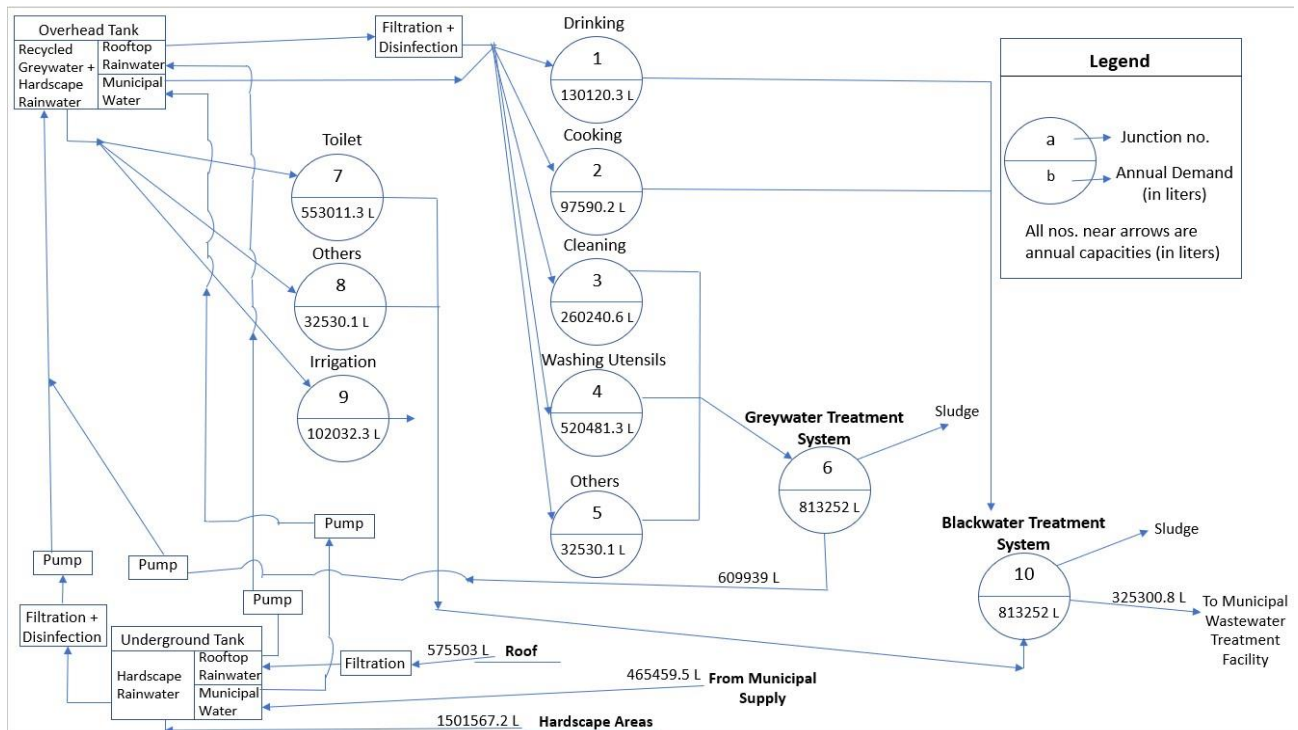 Overhead Tank
Recycled
Greywater +
Hardscape
Rainwater
Rooftop
Rainwater
Municipal
Water
Filtration +
Disinfection
Drinking
1
130120.3 L
Cooking
2
97590.2 L
Cleaning
3
260240.6 L
Washing Utensils
4
520481.3 L
Others
5
32530.1 L
Toilet
7
553011.3 L
Others
8
32530.1 L
Irrigation
9
102032.3 L
Legend
a
Junction no.
b
Annual Demand
(in liters)
All nos. near arrows are
annual capacities (in liters)
Greywater Treatment
System
6
813252 L
Sludge
609939 L
Blackwater Treatment
System
10
813252 L
Sludge
325300.8 L
To Municipal
Wastewater
Treatment
Facility
Pump
Pump
Pump
Pump
Filtration +
Disinfection
Underground Tank
Hardscape
Rainwater
Rooftop
Rainwater
Municipal
Water
Filtration
575503 L
Roof
465459.5 L
From Municipal
Supply
1501567.2 L
Hardscape Areas